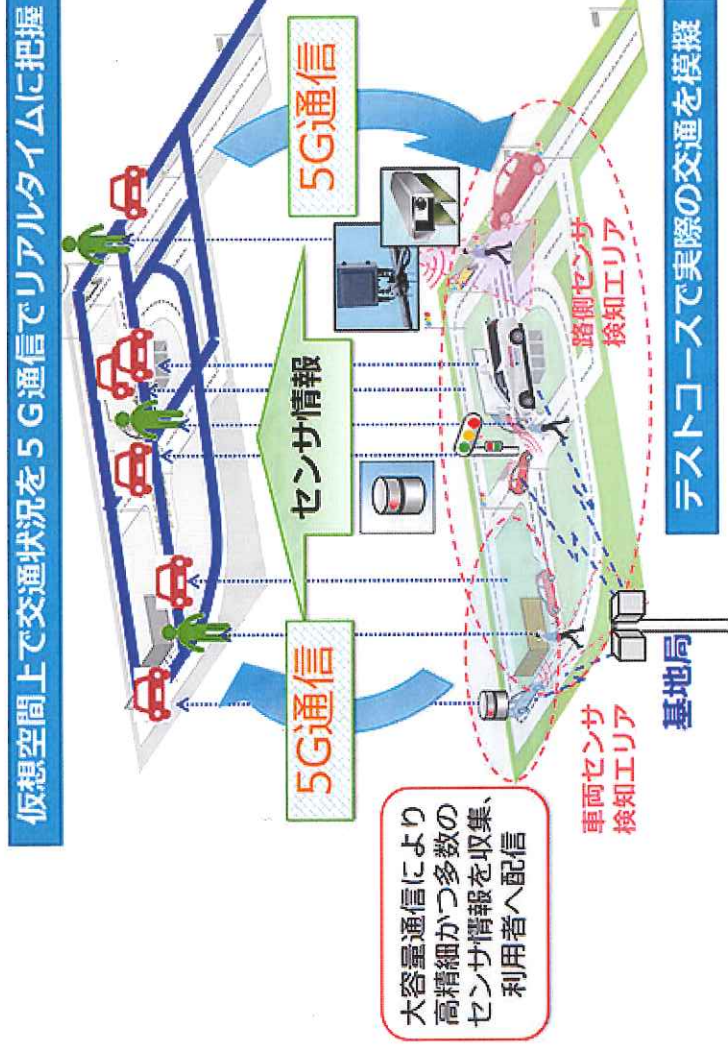 仮想空間上で交通状況を5G通信でリアルタイムに把握
5G通信
センサ情報
5G通信
大容量通信により
高精細かつ多数の
センサ情報を収集、
利用者へ配信
車両センサ
検知エリア
基地局
路側センサ
検知エリア
テストコースで実際の交通を模擬